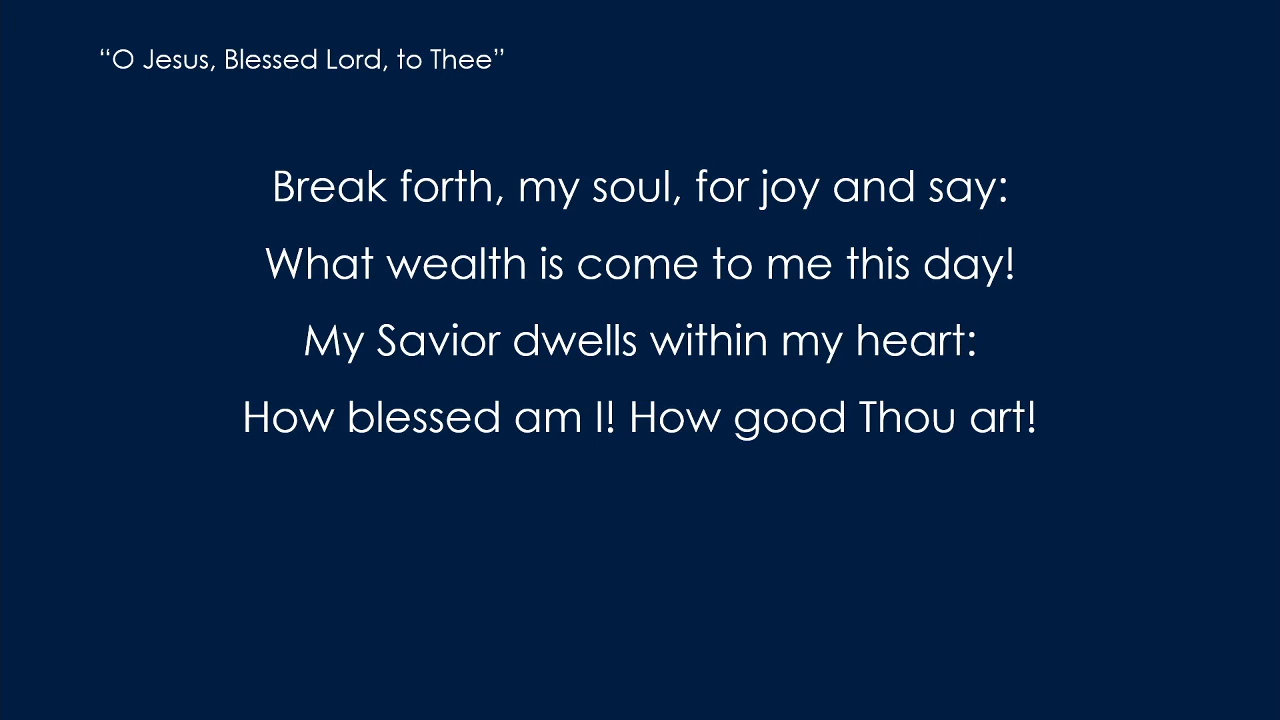 “O Jesus, Blessed Lord, to Thee”
Break forth, my soul, for joy and say:
What wealth is come to me this day!
My Savior dwells within my heart:
How blessed am I! How good Thou art!